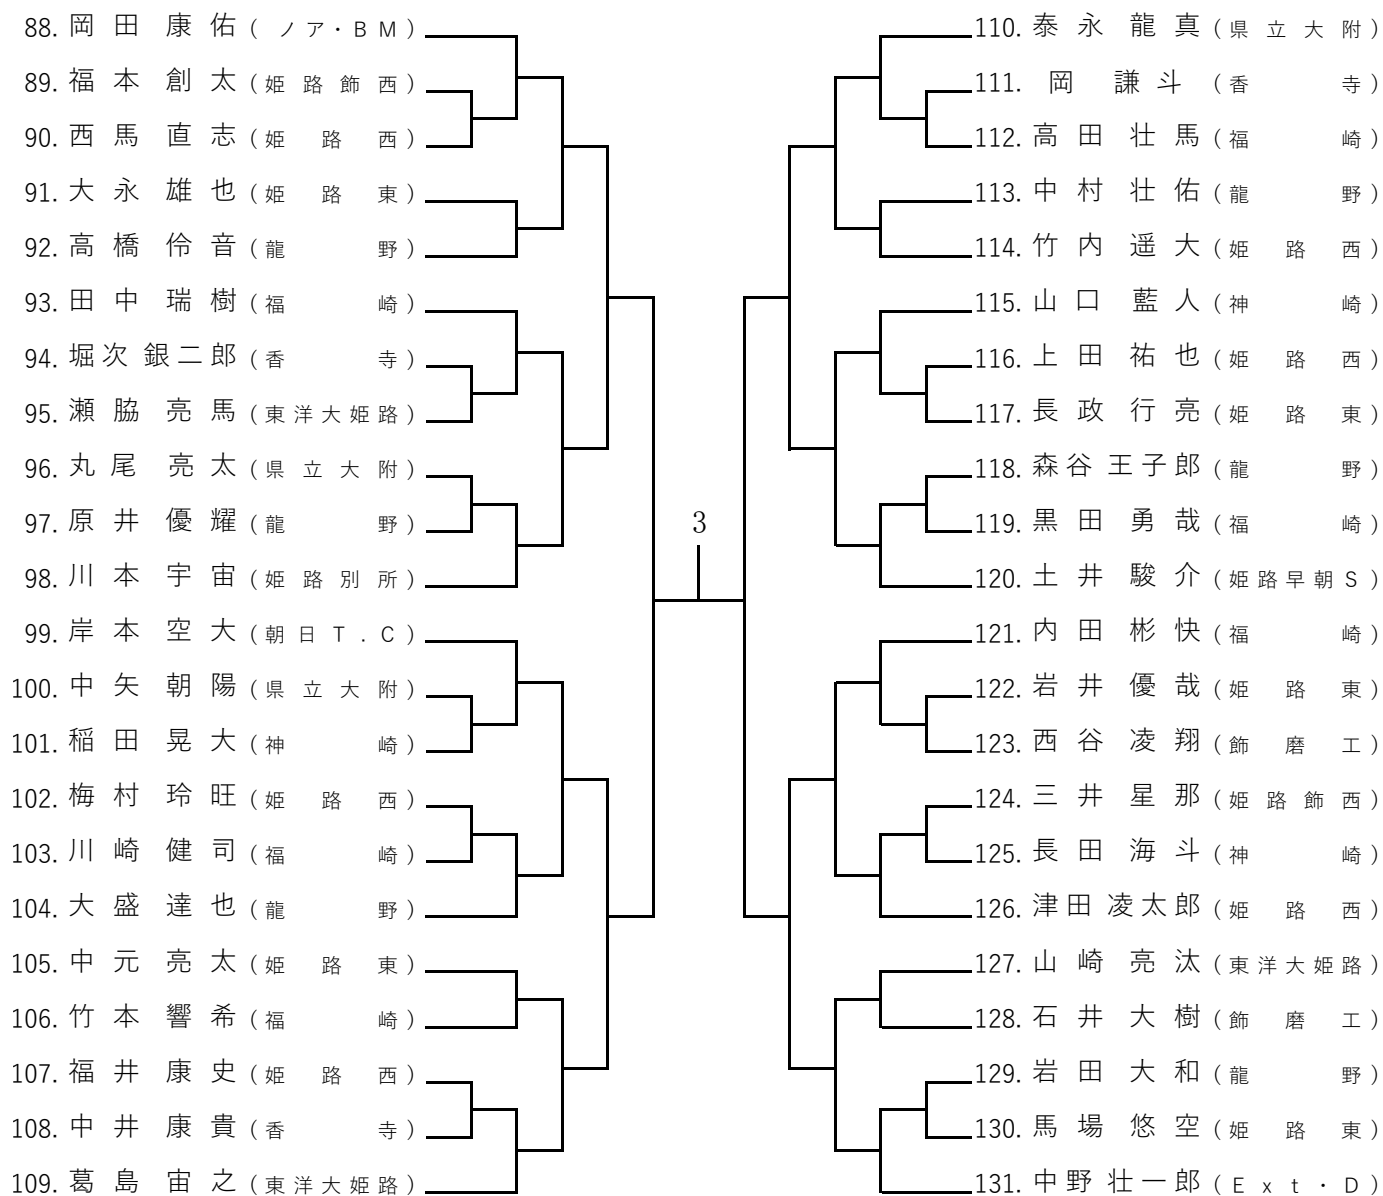 88. 岡田 康佑 (ノア・BM)
89. 福本 創太 (姫路飾西)
90. 西馬 直志 (姫路西)
91. 大永 雄也 (姫路東)
92. 高橋 伶音 (龍野)
93. 田中 瑞樹 (福崎)
94. 堀次 銀二郎 (香寺)
95. 瀬脇 亮馬 (東洋大姫路)
96. 丸尾 亮太 (県立大附)
97. 原井 優耀 (龍野)
98. 川本 宇宙 (姫路別所)
99. 岸本 空大 (朝日T.C)
100. 中矢 朝陽 (県立大附)
101. 稲田 晃大 (神崎)
102. 梅村 玲旺 (姫路西)
103. 川崎 健司 (福崎)
104. 大盛 達也 (龍野)
105. 中元 亮太 (姫路東)
106. 竹本 響希 (福崎)
107. 福井 康史 (姫路西)
108. 中井 康貴 (香寺)
109. 葛島 宙之 (東洋大姫路)
3
110. 泰永 龍真 (県立大附)
111. 岡 謙斗 (香寺)
112. 高田 壮馬 (福崎)
113. 中村 壮佑 (龍野)
114. 竹内 遥大 (姫路西)
115. 山口 藍人 (神崎)
116. 上田 祐也 (姫路西)
117. 長政 行亮 (姫路東)
118. 森谷 王子郎 (龍野)
119. 黒田 勇哉 (福崎)
120. 土井 駿介 (姫路早朝S)
121. 内田 彬快 (福崎)
122. 岩井 優哉 (姫路東)
123. 西谷 凌翔 (飾磨工)
124. 三井 星那 (姫路飾西)
125. 長田 海斗 (神崎)
126. 津田 凌太郎 (姫路西)
127. 山崎 亮汰 (東洋大姫路)
128. 石井 大樹 (飾磨工)
129. 岩田 大和 (龍野)
130. 馬場 悠空 (姫路東)
131. 中野 壮一郎 (Ext・D)